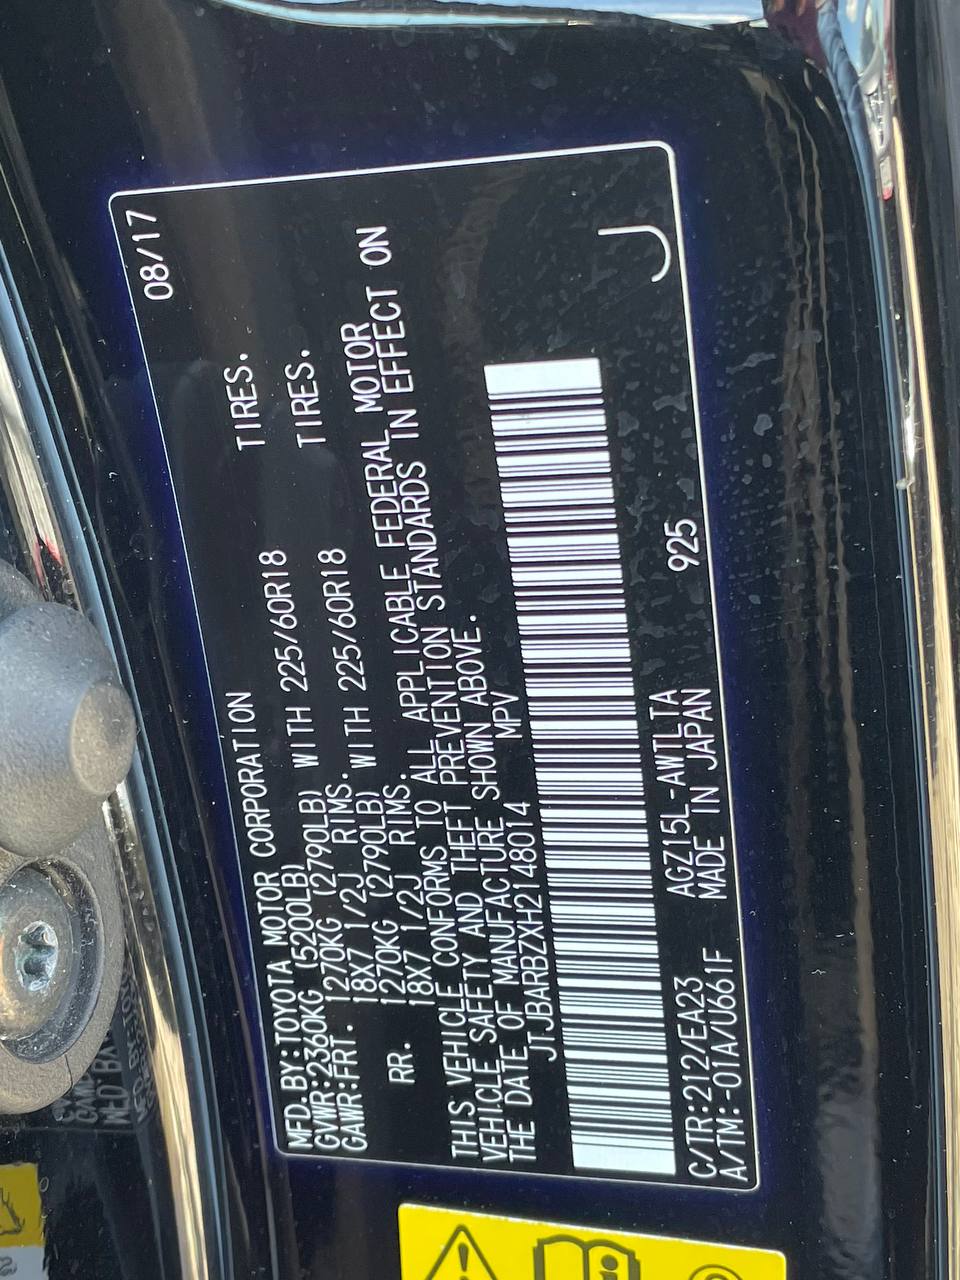 MFD.BY:TOYOTA MOTOR CORPORATION 08/17
GVWR:2360KG (5200LB)
GAWR:FRT. 1270KG (2790LB) WITH 225/60R18 TIRES.
18X7 1/2J RIMS.
RR. 1270KG (2790LB) WITH 225/60R18 TIRES.
18X7 1/2J RIMS.
THIS VEHICLE CONFORMS TO ALL APPLICABLE FEDERAL MOTOR
VEHICLE SAFETY AND THEFT PREVENTION STANDARDS IN EFFECT ON
THE DATE OF MANUFACTURE SHOWN ABOVE.
JTJBARBZXH2148014 MPV
C/TR:212/EA23 AGZ15L-AWTLTA 925 J
A/TM:-01A/U661F MADE IN JAPAN